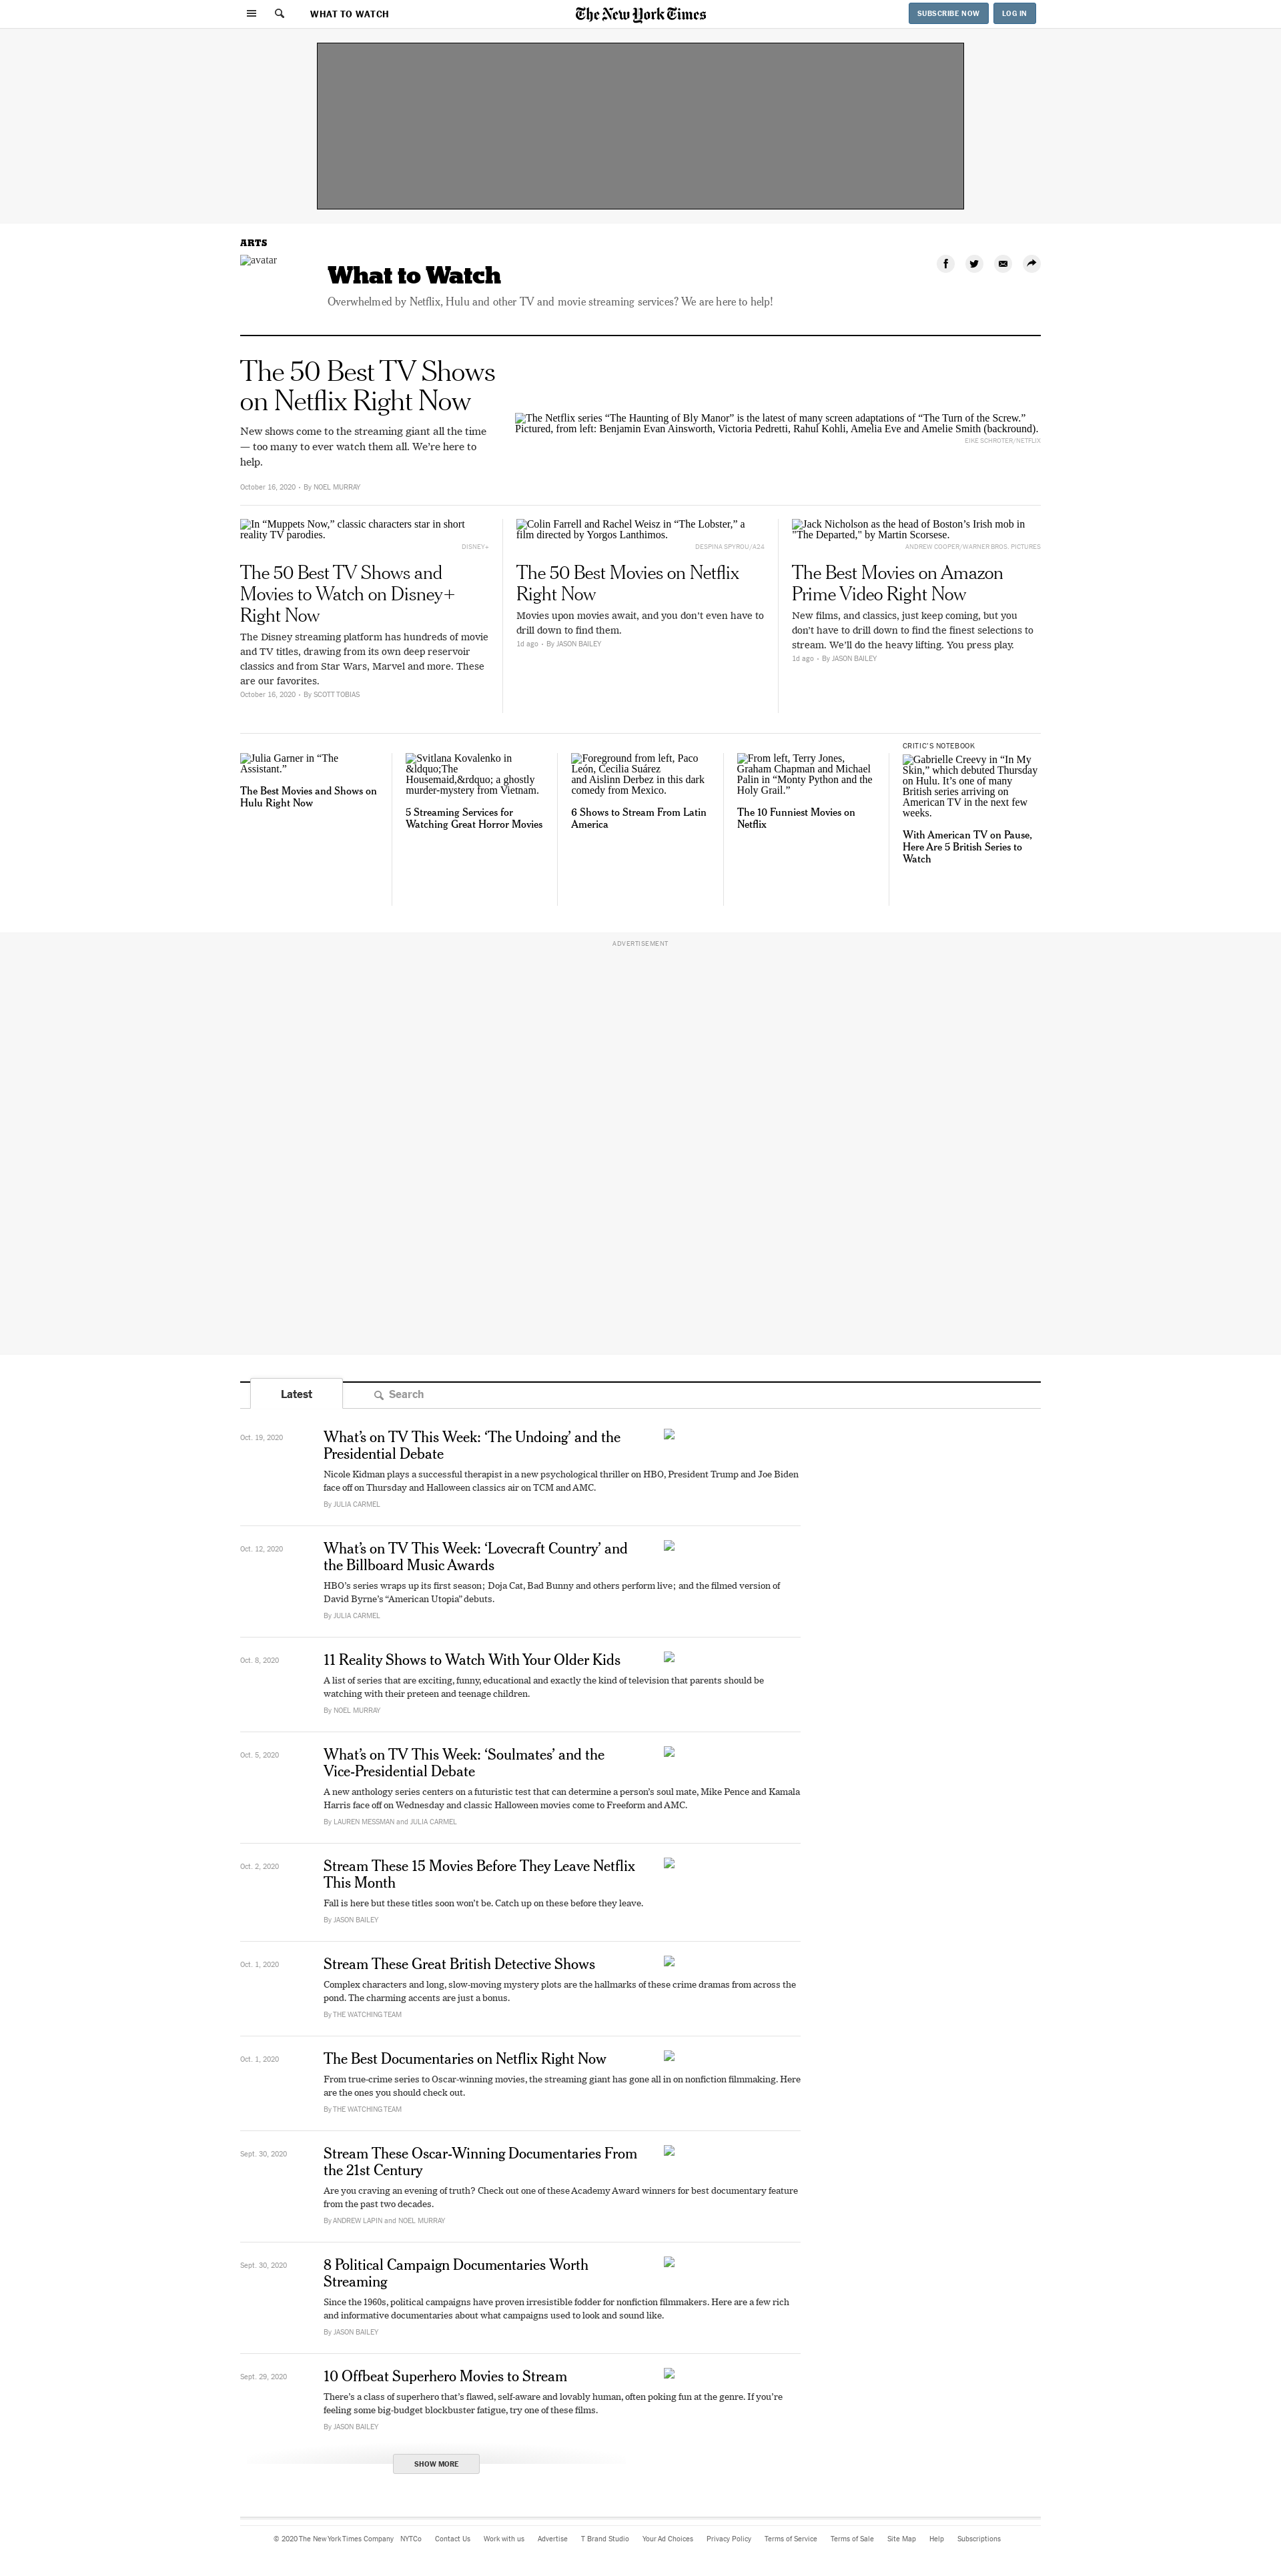 WHAT TO WATCH
The New York Times
SUBSCRIBE NOW
LOG IN
ARTS
avatar
What to Watch
Overwhelmed by Netflix, Hulu and other TV and movie streaming services? We are here to help!
The 50 Best TV Shows
on Netflix Right Now
New shows come to the streaming giant all the time
— too many to ever watch them all. We’re here to
help.
October 16, 2020 • By NOEL MURRAY
The Netflix series “The Haunting of Bly Manor” is the latest of many screen adaptations of “The Turn of the Screw.”
Pictured, from left: Benjamin Evan Ainsworth, Victoria Pedretti, Rahul Kohli, Amelia Eve and Amelie Smith (backround).
EIKE SCHROTER/NETFLIX
In “Muppets Now,” classic characters star in short
reality TV parodies.
DISNEY+
The 50 Best TV Shows and
Movies to Watch on Disney+
Right Now
The Disney streaming platform has hundreds of movie
and TV titles, drawing from its own deep reservoir
classics and from Star Wars, Marvel and more. These
are our favorites.
October 16, 2020 • By SCOTT TOBIAS
Colin Farrell and Rachel Weisz in “The Lobster,” a
film directed by Yorgos Lanthimos.
DESPINA SPYROU/A24
The 50 Best Movies on Netflix
Right Now
Movies upon movies await, and you don’t even have to
drill down to find them.
1d ago • By JASON BAILEY
Jack Nicholson as the head of Boston’s Irish mob in
"The Departed," by Martin Scorsese.
ANDREW COOPER/WARNER BROS. PICTURES
The Best Movies on Amazon
Prime Video Right Now
New films, and classics, just keep coming, but you
don’t have to drill down to find the finest selections to
stream. We’ll do the heavy lifting. You press play.
1d ago • By JASON BAILEY
Julia Garner in “The
Assistant.”
The Best Movies and Shows on
Hulu Right Now
Svitlana Kovalenko in
&ldquo;The
Housemaid,&rdquo; a ghostly
murder-mystery from Vietnam.
5 Streaming Services for
Watching Great Horror Movies
Foreground from left, Paco
León, Cecilia Suárez
and Aislinn Derbez in this dark
comedy from Mexico.
6 Shows to Stream From Latin
America
From left, Terry Jones,
Graham Chapman and Michael
Palin in “Monty Python and the
Holy Grail.”
The 10 Funniest Movies on
Netflix
CRITIC’S NOTEBOOK
Gabrielle Creevy in “In My
Skin,” which debuted Thursday
on Hulu. It’s one of many
British series arriving on
American TV in the next few
weeks.
With American TV on Pause,
Here Are 5 British Series to
Watch
ADVERTISEMENT
Latest
Search
Oct. 19, 2020
What’s on TV This Week: ‘The Undoing’ and the
Presidential Debate
Nicole Kidman plays a successful therapist in a new psychological thriller on HBO, President Trump and Joe Biden
face off on Thursday and Halloween classics air on TCM and AMC.
By JULIA CARMEL
Oct. 12, 2020
What’s on TV This Week: ‘Lovecraft Country’ and
the Billboard Music Awards
HBO’s series wraps up its first season; Doja Cat, Bad Bunny and others perform live; and the filmed version of
David Byrne’s “American Utopia” debuts.
By JULIA CARMEL
Oct. 8, 2020
11 Reality Shows to Watch With Your Older Kids
A list of series that are exciting, funny, educational and exactly the kind of television that parents should be
watching with their preteen and teenage children.
By NOEL MURRAY
Oct. 5, 2020
What’s on TV This Week: ‘Soulmates’ and the
Vice-Presidential Debate
A new anthology series centers on a futuristic test that can determine a person’s soul mate, Mike Pence and Kamala
Harris face off on Wednesday and classic Halloween movies come to Freeform and AMC.
By LAUREN MESSMAN and JULIA CARMEL
Oct. 2, 2020
Stream These 15 Movies Before They Leave Netflix
This Month
Fall is here but these titles soon won’t be. Catch up on these before they leave.
By JASON BAILEY
Oct. 1, 2020
Stream These Great British Detective Shows
Complex characters and long, slow-moving mystery plots are the hallmarks of these crime dramas from across the
pond. The charming accents are just a bonus.
By THE WATCHING TEAM
Oct. 1, 2020
The Best Documentaries on Netflix Right Now
From true-crime series to Oscar-winning movies, the streaming giant has gone all in on nonfiction filmmaking. Here
are the ones you should check out.
By THE WATCHING TEAM
Sept. 30, 2020
Stream These Oscar-Winning Documentaries From
the 21st Century
Are you craving an evening of truth? Check out one of these Academy Award winners for best documentary feature
from the past two decades.
By ANDREW LAPIN and NOEL MURRAY
Sept. 30, 2020
8 Political Campaign Documentaries Worth
Streaming
Since the 1960s, political campaigns have proven irresistible fodder for nonfiction filmmakers. Here are a few rich
and informative documentaries about what campaigns used to look and sound like.
By JASON BAILEY
Sept. 29, 2020
10 Offbeat Superhero Movies to Stream
There’s a class of superhero that’s flawed, self-aware and lovably human, often poking fun at the genre. If you’re
feeling some big-budget blockbuster fatigue, try one of these films.
By JASON BAILEY
SHOW MORE
© 2020 The New York Times Company NYTCo Contact Us Work with us Advertise T Brand Studio Your Ad Choices Privacy Policy Terms of Service Terms of Sale Site Map Help Subscriptions